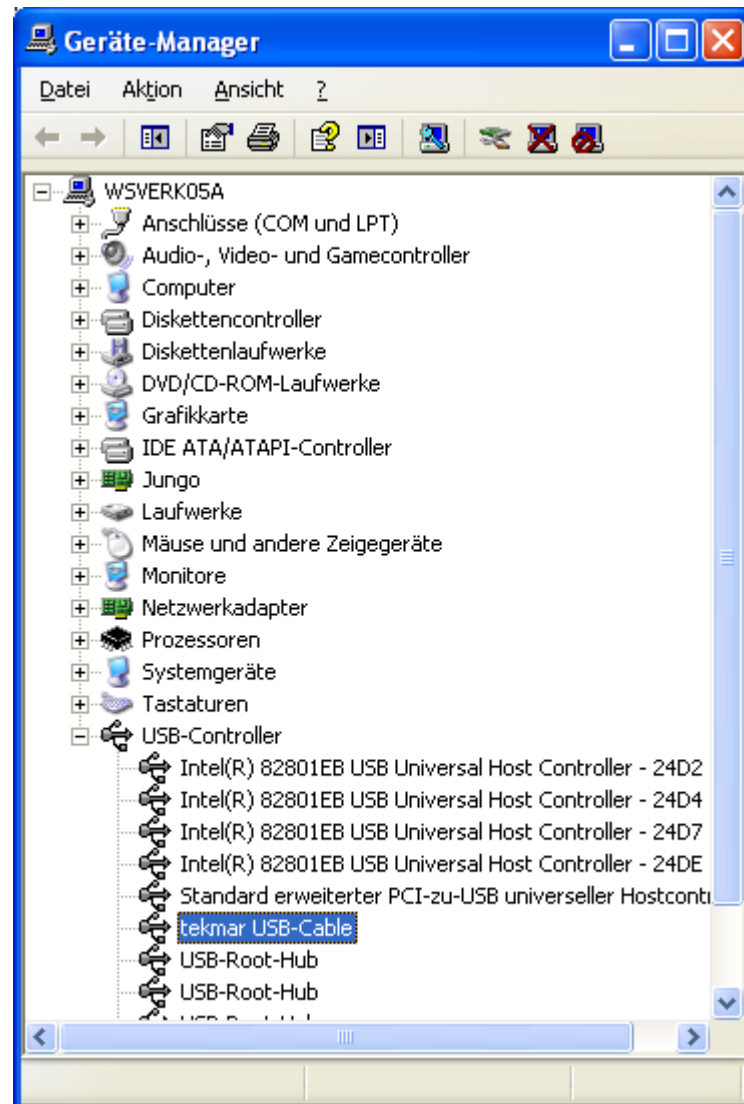 Geräte-Manager
Datei Aktion Ansicht ?
WSVERK05A
Anschlüsse (COM und LPT)
Audio-, Video- und Gamecontroller
Computer
Diskettencontroller
Diskettenlaufwerke
DVD/CD-ROM-Laufwerke
Grafikkarte
IDE ATA/ATAPI-Controller
Jungo
Laufwerke
Mäuse und andere Zeigegeräte
Monitore
Netzwerkadapter
Prozessoren
Systemgeräte
Tastaturen
USB-Controller
Intel(R) 82801EB USB Universal Host Controller - 24D2
Intel(R) 82801EB USB Universal Host Controller - 24D4
Intel(R) 82801EB USB Universal Host Controller - 24D7
Intel(R) 82801EB USB Universal Host Controller - 24DE
Standard erweiterter PCI-zu-USB universeller Hostcont
tekmar USB-Cable
USB-Root-Hub
USB-Root-Hub